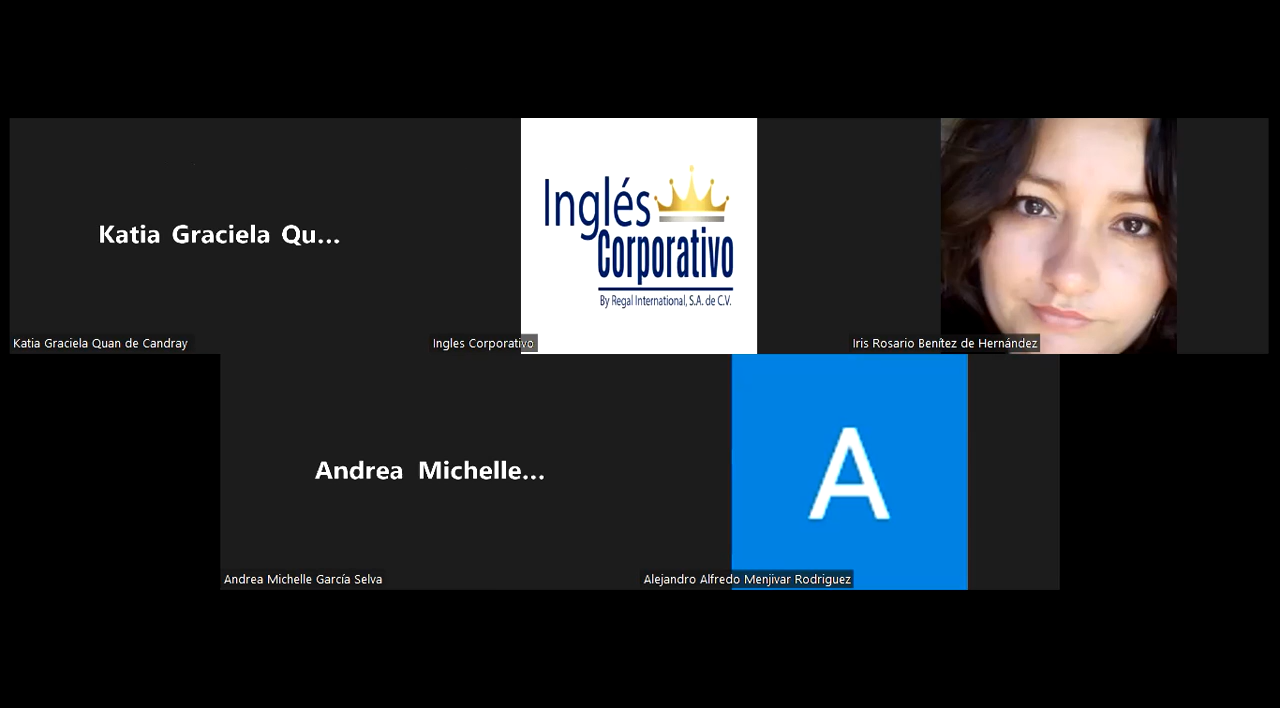 Katia Graciela Qu...
Katia Graciela Quan de Candray
Inglés
Corporativo
By Regal International, S.A. de C.V.
Ingles Corporativo
Iris Rosario Benítez de Hernández
Andrea Michelle...
Andrea Michelle García Selva
A
Alejandro Alfredo Menjivar Rodriguez